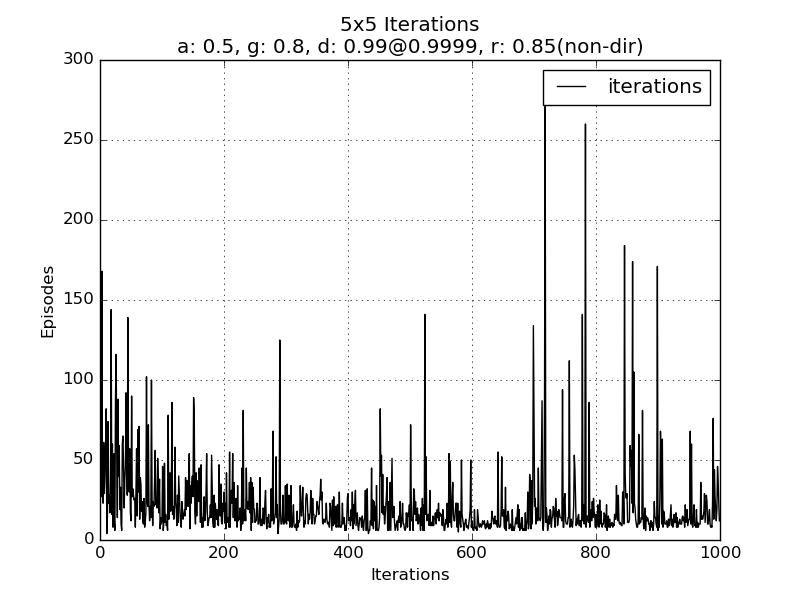 5x5 Iterations
a: 0.5, g: 0.8, d: 0.99@0.9999, r: 0.85(non-dir)
iterations
300
250
200
150
100
50
0
Episodes
0 200 400 600 800 1000
Iterations